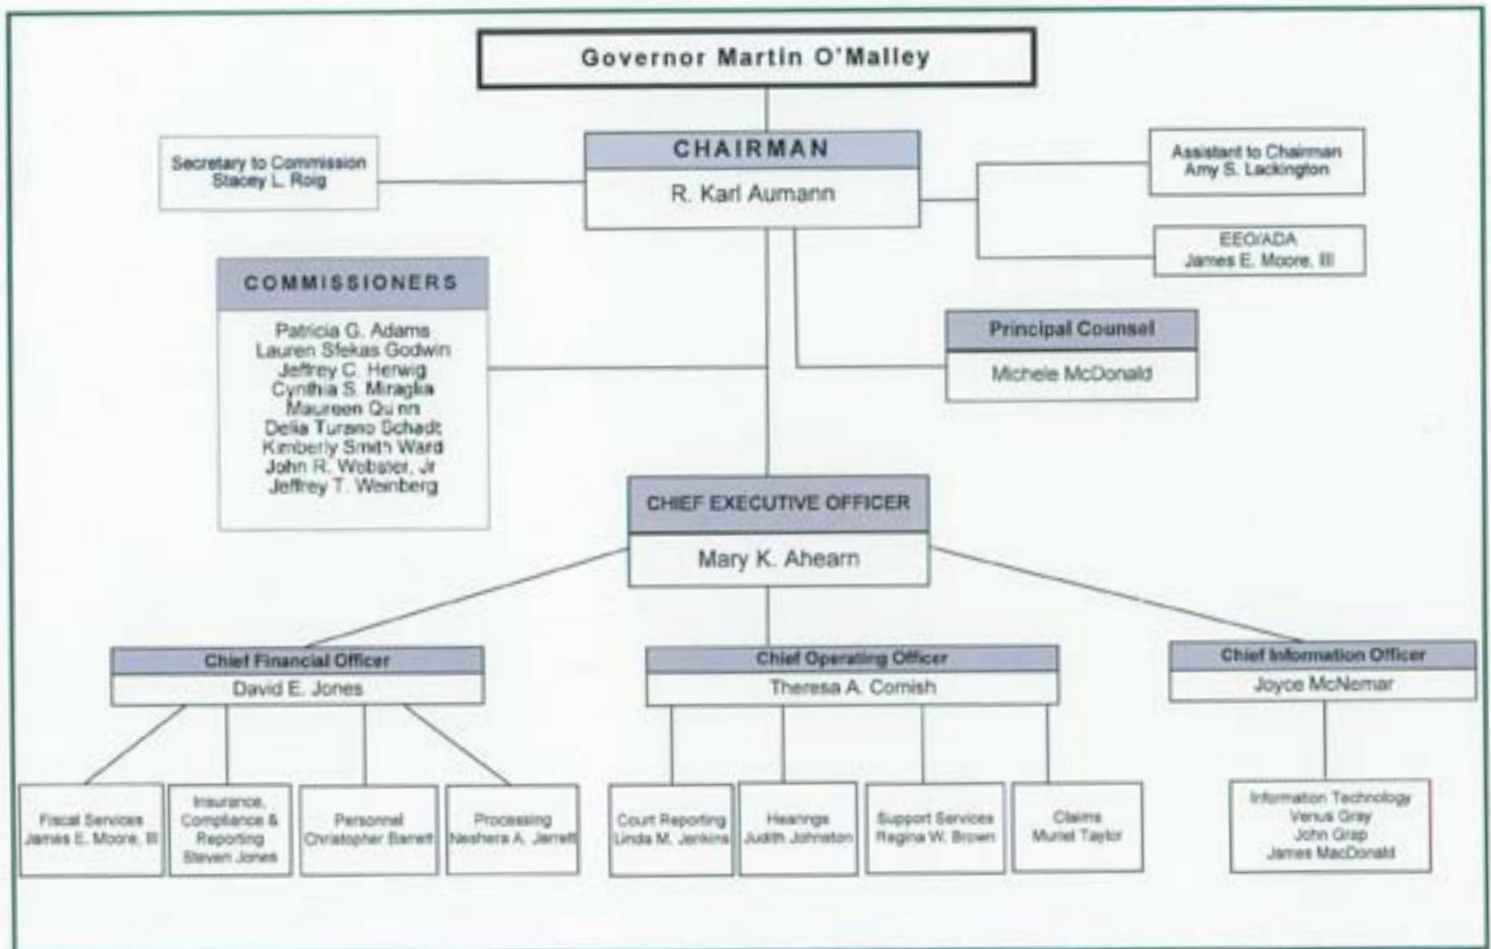 Governor Martin O'Malley
CHAIRMAN
R. Karl Aumann
Secretary to Commission
Stacey L. Roig
Assistant to Chairman
Amy S. Lackington
EEO/ADA
James E. Moore, III
COMMISSIONERS
Patricia G. Adams
Lauren Sfekas Godwin
Jeffrey C. Herwig
Cynthia S. Miraglia
Maureen Quinn
Delia Turano Schadt
Kimberly Smith Ward
John R. Webster, Jr
Jeffrey T. Weinberg
Principal Counsel
Michele McDonald
CHIEF EXECUTIVE OFFICER
Mary K. Ahearn
Chief Financial Officer
David E. Jones
Chief Operating Officer
Theresa A. Cornish
Chief Information Officer
Joyce McNemar
Fiscal Services
James E. Moore, III
Insurance,
Compliance &
Reporting
Steven Jones
Personnel
Christopher Barrett
Processing
Neshera A. Jarrett
Court Reporting
Linda M. Jenkins
Hearings
Judith Johnston
Support Services
Regina W. Brown
Claims
Muriel Taylor
Information Technology
Venus Gray
John Grap
James MacDonald